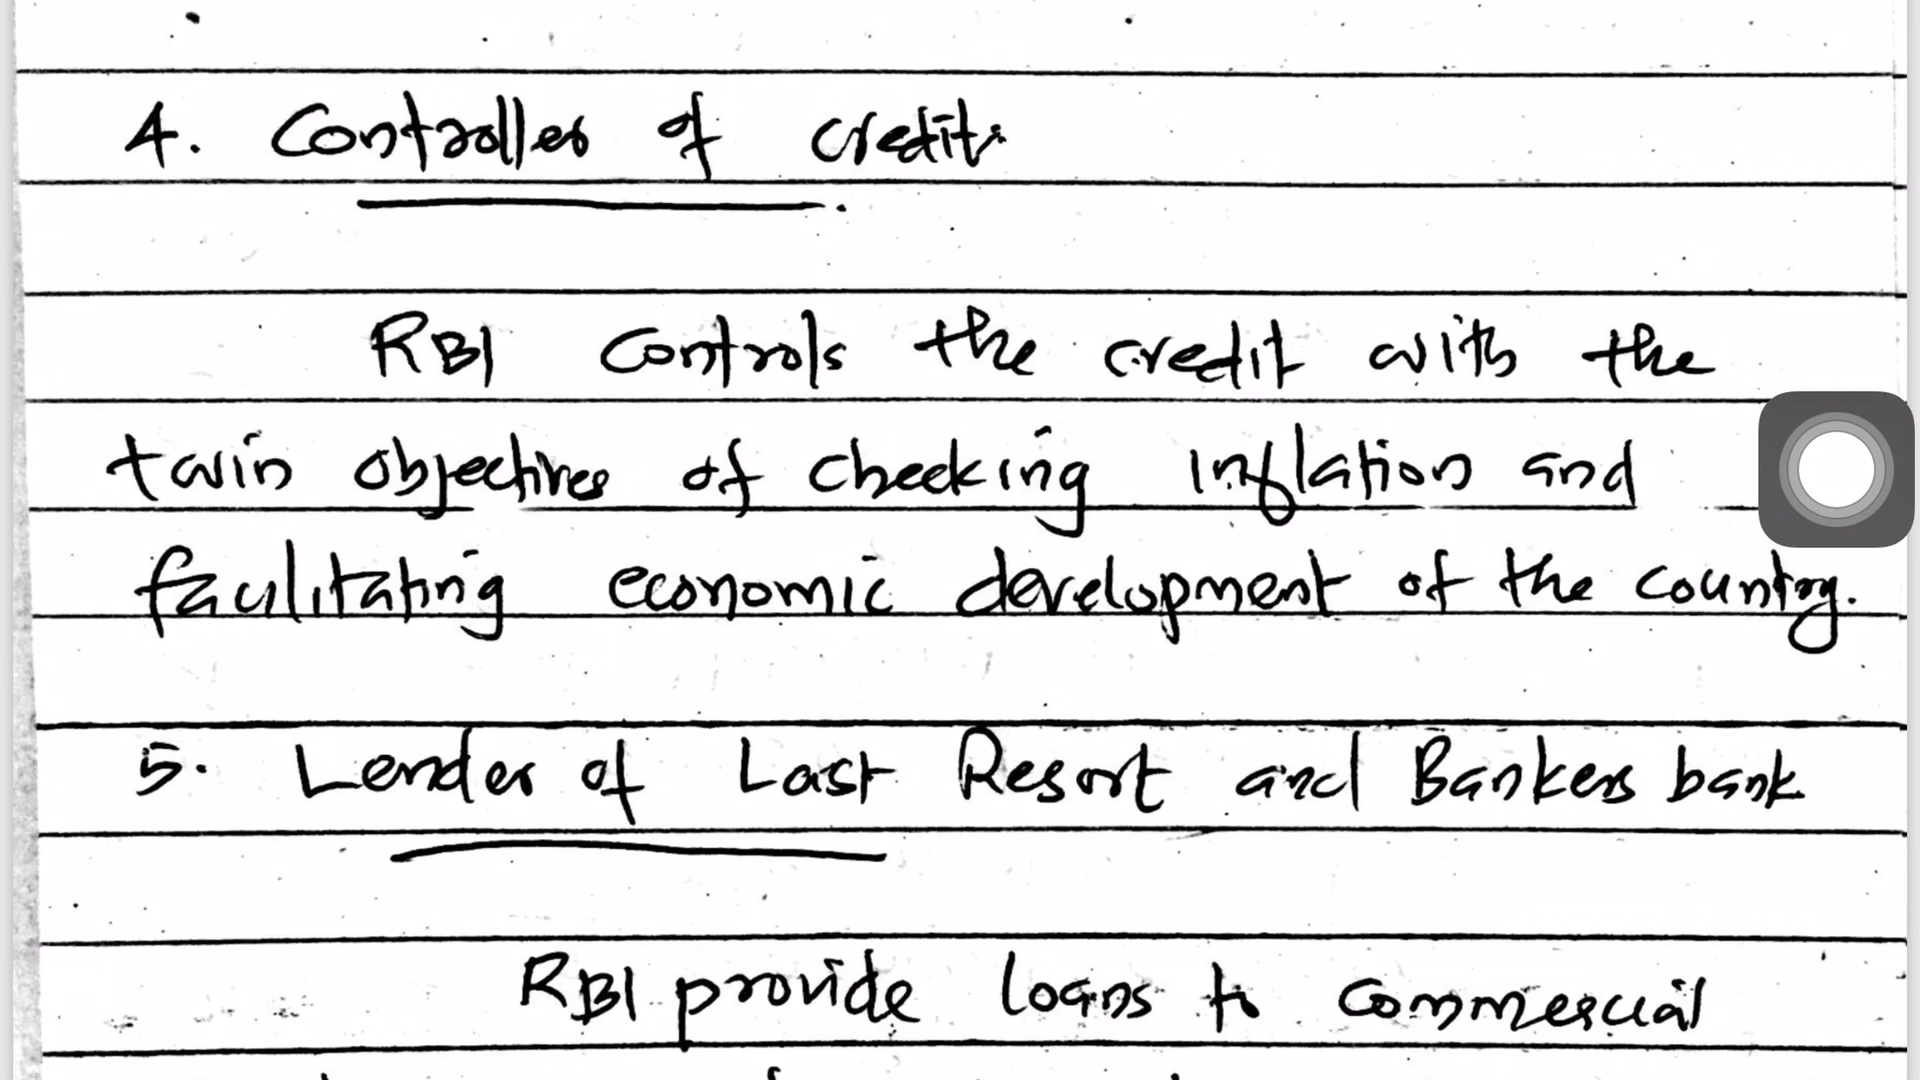 4. Controller of credit.
RBI controls the credit with the
twin objectives of checking inflation and
facilitating economic development of the country.
5. Lender of Last Resort and Bankers bank
RBI provide loans to commercial